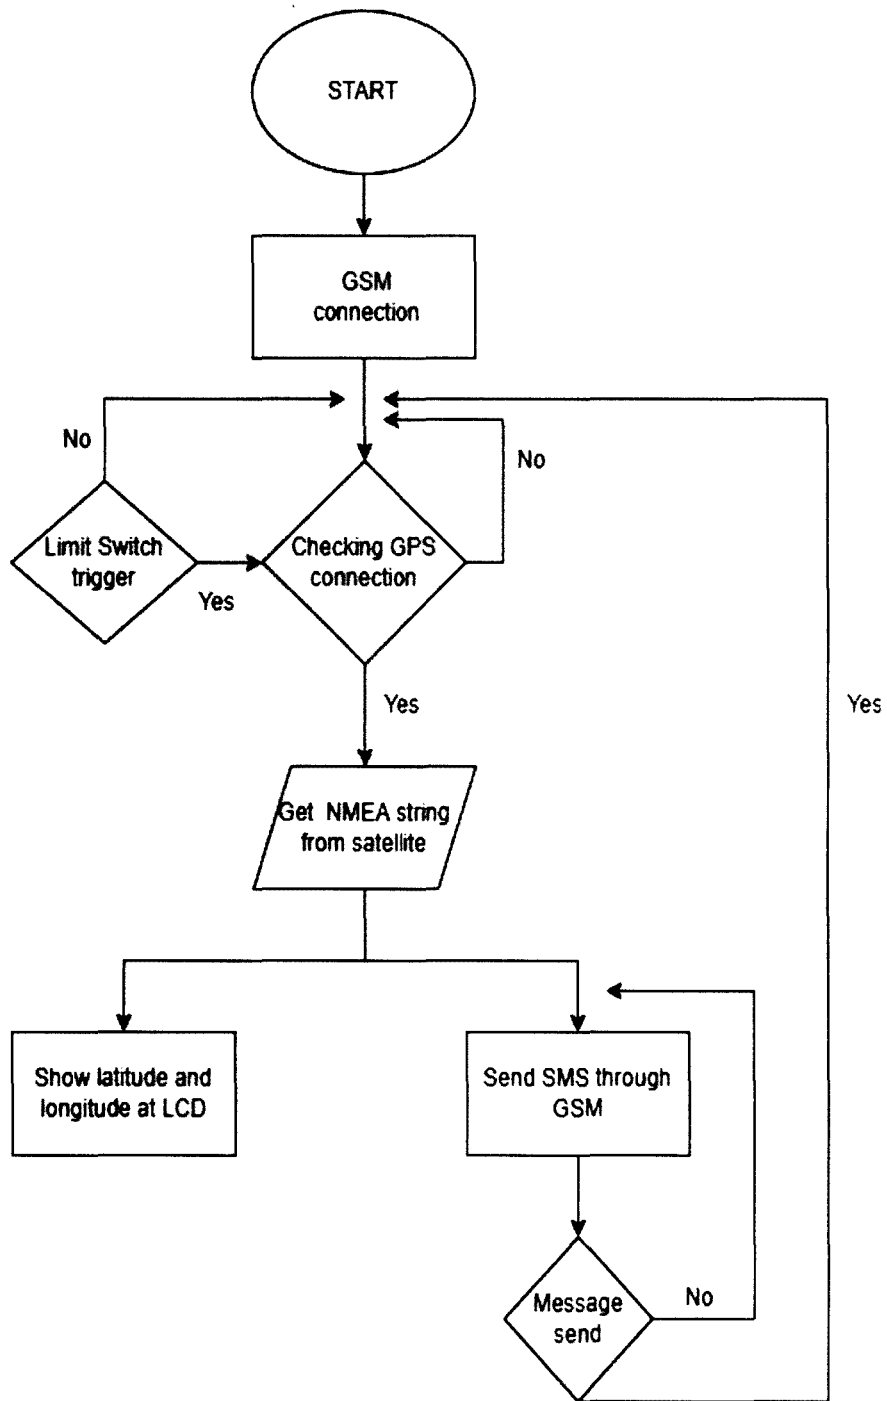 START
GSM
connection
No
No
Limit Switch
trigger
Yes
Checking GPS
connection
Yes
Yes
Get NMEA string
from satellite
Show latitude and
longitude at LCD
Send SMS through
GSM
Message
send
No